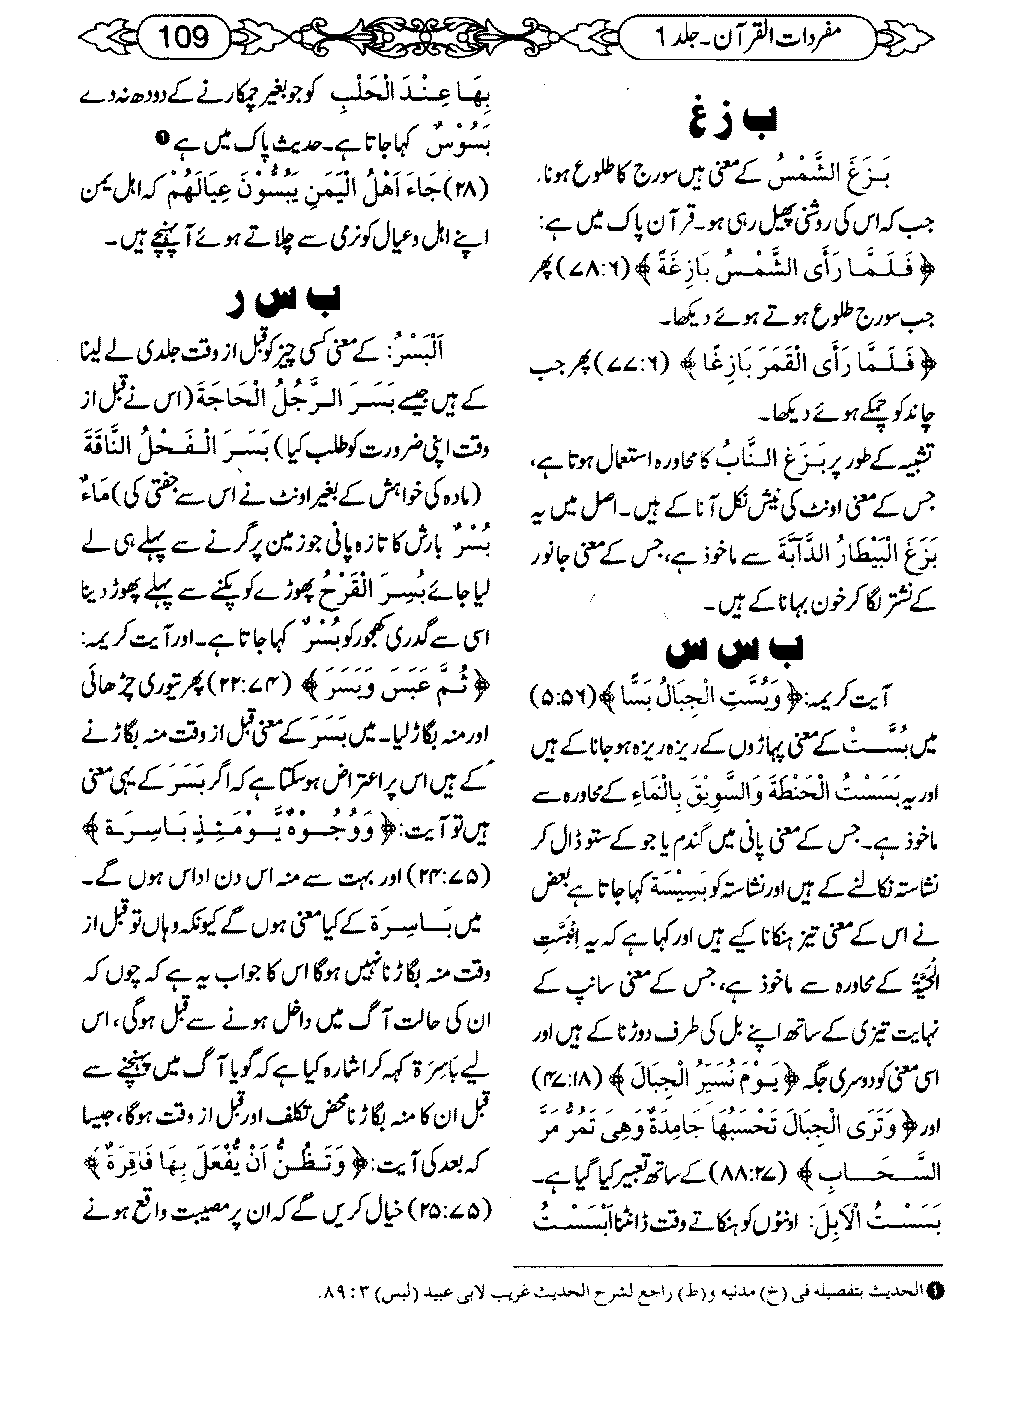 مفردات القرآن۔ جلد 1
109
ب ز غ
بَزَغَ الشَّمْسُ کے معنی ہیں سورج کا طلوع ہونا۔
جب کہ اس کی روشنی پھیل رہی ہو۔ قرآن پاک میں ہے:
﴿فَلَمَّا رَأَى الشَّمْسَ بَازِغَةً﴾ (۷۸:۶) پھر
جب سورج طلوع ہوتے ہوئے دیکھا۔
﴿فَلَمَّا رَأَى الْقَمَرَ بَازِغًا﴾ (۷۷:۶) پھر جب
چاند کو چمکے ہوئے دیکھا۔
تشبیہ کے طور پر بَزَغَ النَّابُ کا محاورہ استعمال ہوتا ہے،
جس کے معنی اونٹ کی نیش نکل آنا کے ہیں۔ اصل میں یہ
بَزَغَ الْبَيْطَارُ الدَّابَّةَ سے ماخوذ ہے، جس کے معنی جانور
کے نشتر لگا کر خون بہانا کے ہیں۔
ب س س
آیت کریمہ: ﴿وَبُسَّتِ الْجِبَالُ بَسًّا﴾ (۵:۵۶)
میں بُسَّتْ کے معنی پہاڑوں کے ریزہ ریزہ ہو جانا کے ہیں
اور یہ بَسَسْتُ الْحَنْطَةَ وَالسَّوِيْقَ بِالْمَاءِ کے محاورہ سے
ماخوذ ہے۔ جس کے معنی پانی میں گندم یا جو کے ستو ڈال کر
نشاستہ نکالنے کے ہیں اور نشاستہ کو بَسِيْسَة کہا جاتا ہے بعض
نے اس کے معنی تیز ہنکانا کیے ہیں اور کہا ہے کہ یہ اِنْبَسَّتِ
الْحَيَّةُ کے محاورہ سے ماخوذ ہے، جس کے معنی سانپ کے
نہایت تیزی کے ساتھ اپنے بل کی طرف دوڑنا کے ہیں اور
اسی معنی کو دوسری جگہ ﴿يَوْمَ نُسَيِّرُ الْجِبَالَ﴾ (۴۷:۱۸)
اور ﴿وَتَرَى الْجِبَالَ تَحْسَبُهَا جَامِدَةً وَهِيَ تَمُرُّ مَرَّ
السَّحَابِ﴾ (۸۸:۲۷) کے ساتھ تعبیر کیا گیا ہے۔
بَسَسْتُ الْاِبِلَ: اونٹوں کو ہنکاتے وقت ڈانٹنا اَبْسَسْتُ
بِهَا عِنْدَ الْحَلْبِ کو جو بغیر چمکارنے کے دودھ نہ دے
بَسُوْسٌ کہا جاتا ہے۔ حدیث پاک میں ہے ❶
(۲۸) جَاءَ اَهْلُ الْيَمَنِ يَبُسُّوْنَ عِيَالَهُمْ کہ اہل یمن
اپنے اہل و عیال کو نرمی سے چلاتے ہوئے آ پہنچے ہیں۔
ب س ر
اَلْبَسْرُ: کے معنی کسی چیز کو قبل از وقت جلدی لے لینا
کے ہیں جیسے بَسَرَ الرَّجُلُ الْحَاجَةَ (اس نے قبل از
وقت اپنی ضرورت کو طلب کیا) بَسَرَ الْفَحْلُ النَّاقَةَ
(مادہ کی خواہش کے بغیر اونٹ نے اس سے جفتی کی) مَاءٌ
بُسْرٌ بارش کا تازہ پانی جو زمین پر گرنے سے پہلے ہی لے
لیا جائے بُسِرَ الْقَرْحُ پھوڑے کو پکنے سے پہلے پھوڑ دینا
اسی سے گدری کھجور کو بُسْرٌ کہا جاتا ہے۔ اور آیت کریمہ:
﴿ثُمَّ عَبَسَ وَبَسَرَ﴾ (۲۲:۷۴) پھر تیوری چڑھائی
اور منہ بگاڑ لیا۔ میں بَسَرَ کے معنی قبل از وقت منہ بگاڑنے
کے ہیں اس پر اعتراض ہو سکتا ہے کہ اگر بَسَرَ کے یہی معنی
ہیں تو آیت: ﴿وَوُجُوْهٌ يَّوْمَئِذٍ بَاسِرَة﴾
(۲۴:۷۵) اور بہت سے منہ اس دن اداس ہوں گے۔
میں بَاسِرَة کے کیا معنی ہوں گے کیونکہ وہاں تو قبل از
وقت منہ بگاڑنا نہیں ہوگا اس کا جواب یہ ہے کہ چوں کہ
ان کی حالت آگ میں داخل ہونے سے قبل ہوگی، اس
لیے بَاسِرَة کہہ کر اشارہ کیا ہے کہ گویا آگ میں پہنچنے سے
قبل ان کا منہ بگاڑنا محض تکلف اور قبل از وقت ہوگا، جیسا
کہ بعد کی آیت: ﴿وَتَظُنُّ اَنْ يُّفْعَلَ بِهَا فَاقِرَةٌ﴾
(۲۵:۷۵) خیال کریں گے کہ ان پر مصیبت واقع ہونے
❶ الحديث بتفصيله فى (خ) مدنيه و (ط) راجع لشرح الحديث غريب لابى عبيد (لبس) ۳ : ۸۹.